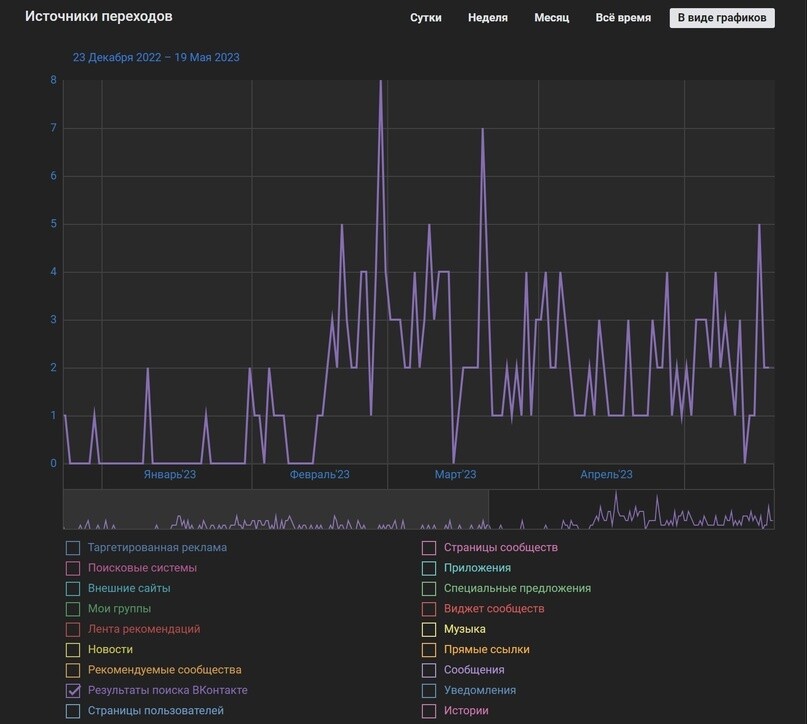 Источники переходов Сутки Неделя Месяц Всё время В виде графиков
23 Декабря 2022 – 19 Мая 2023
8
7
6
5
4
3
2
1
0
Январь'23 Февраль'23 Март'23 Апрель'23
Таргетированная реклама Страницы сообществ
Поисковые системы Приложения
Внешние сайты Специальные предложения
Мои группы Виджет сообществ
Лента рекомендаций Музыка
Новости Прямые ссылки
Рекомендуемые сообщества Сообщения
Результаты поиска ВКонтакте Уведомления
Страницы пользователей Истории